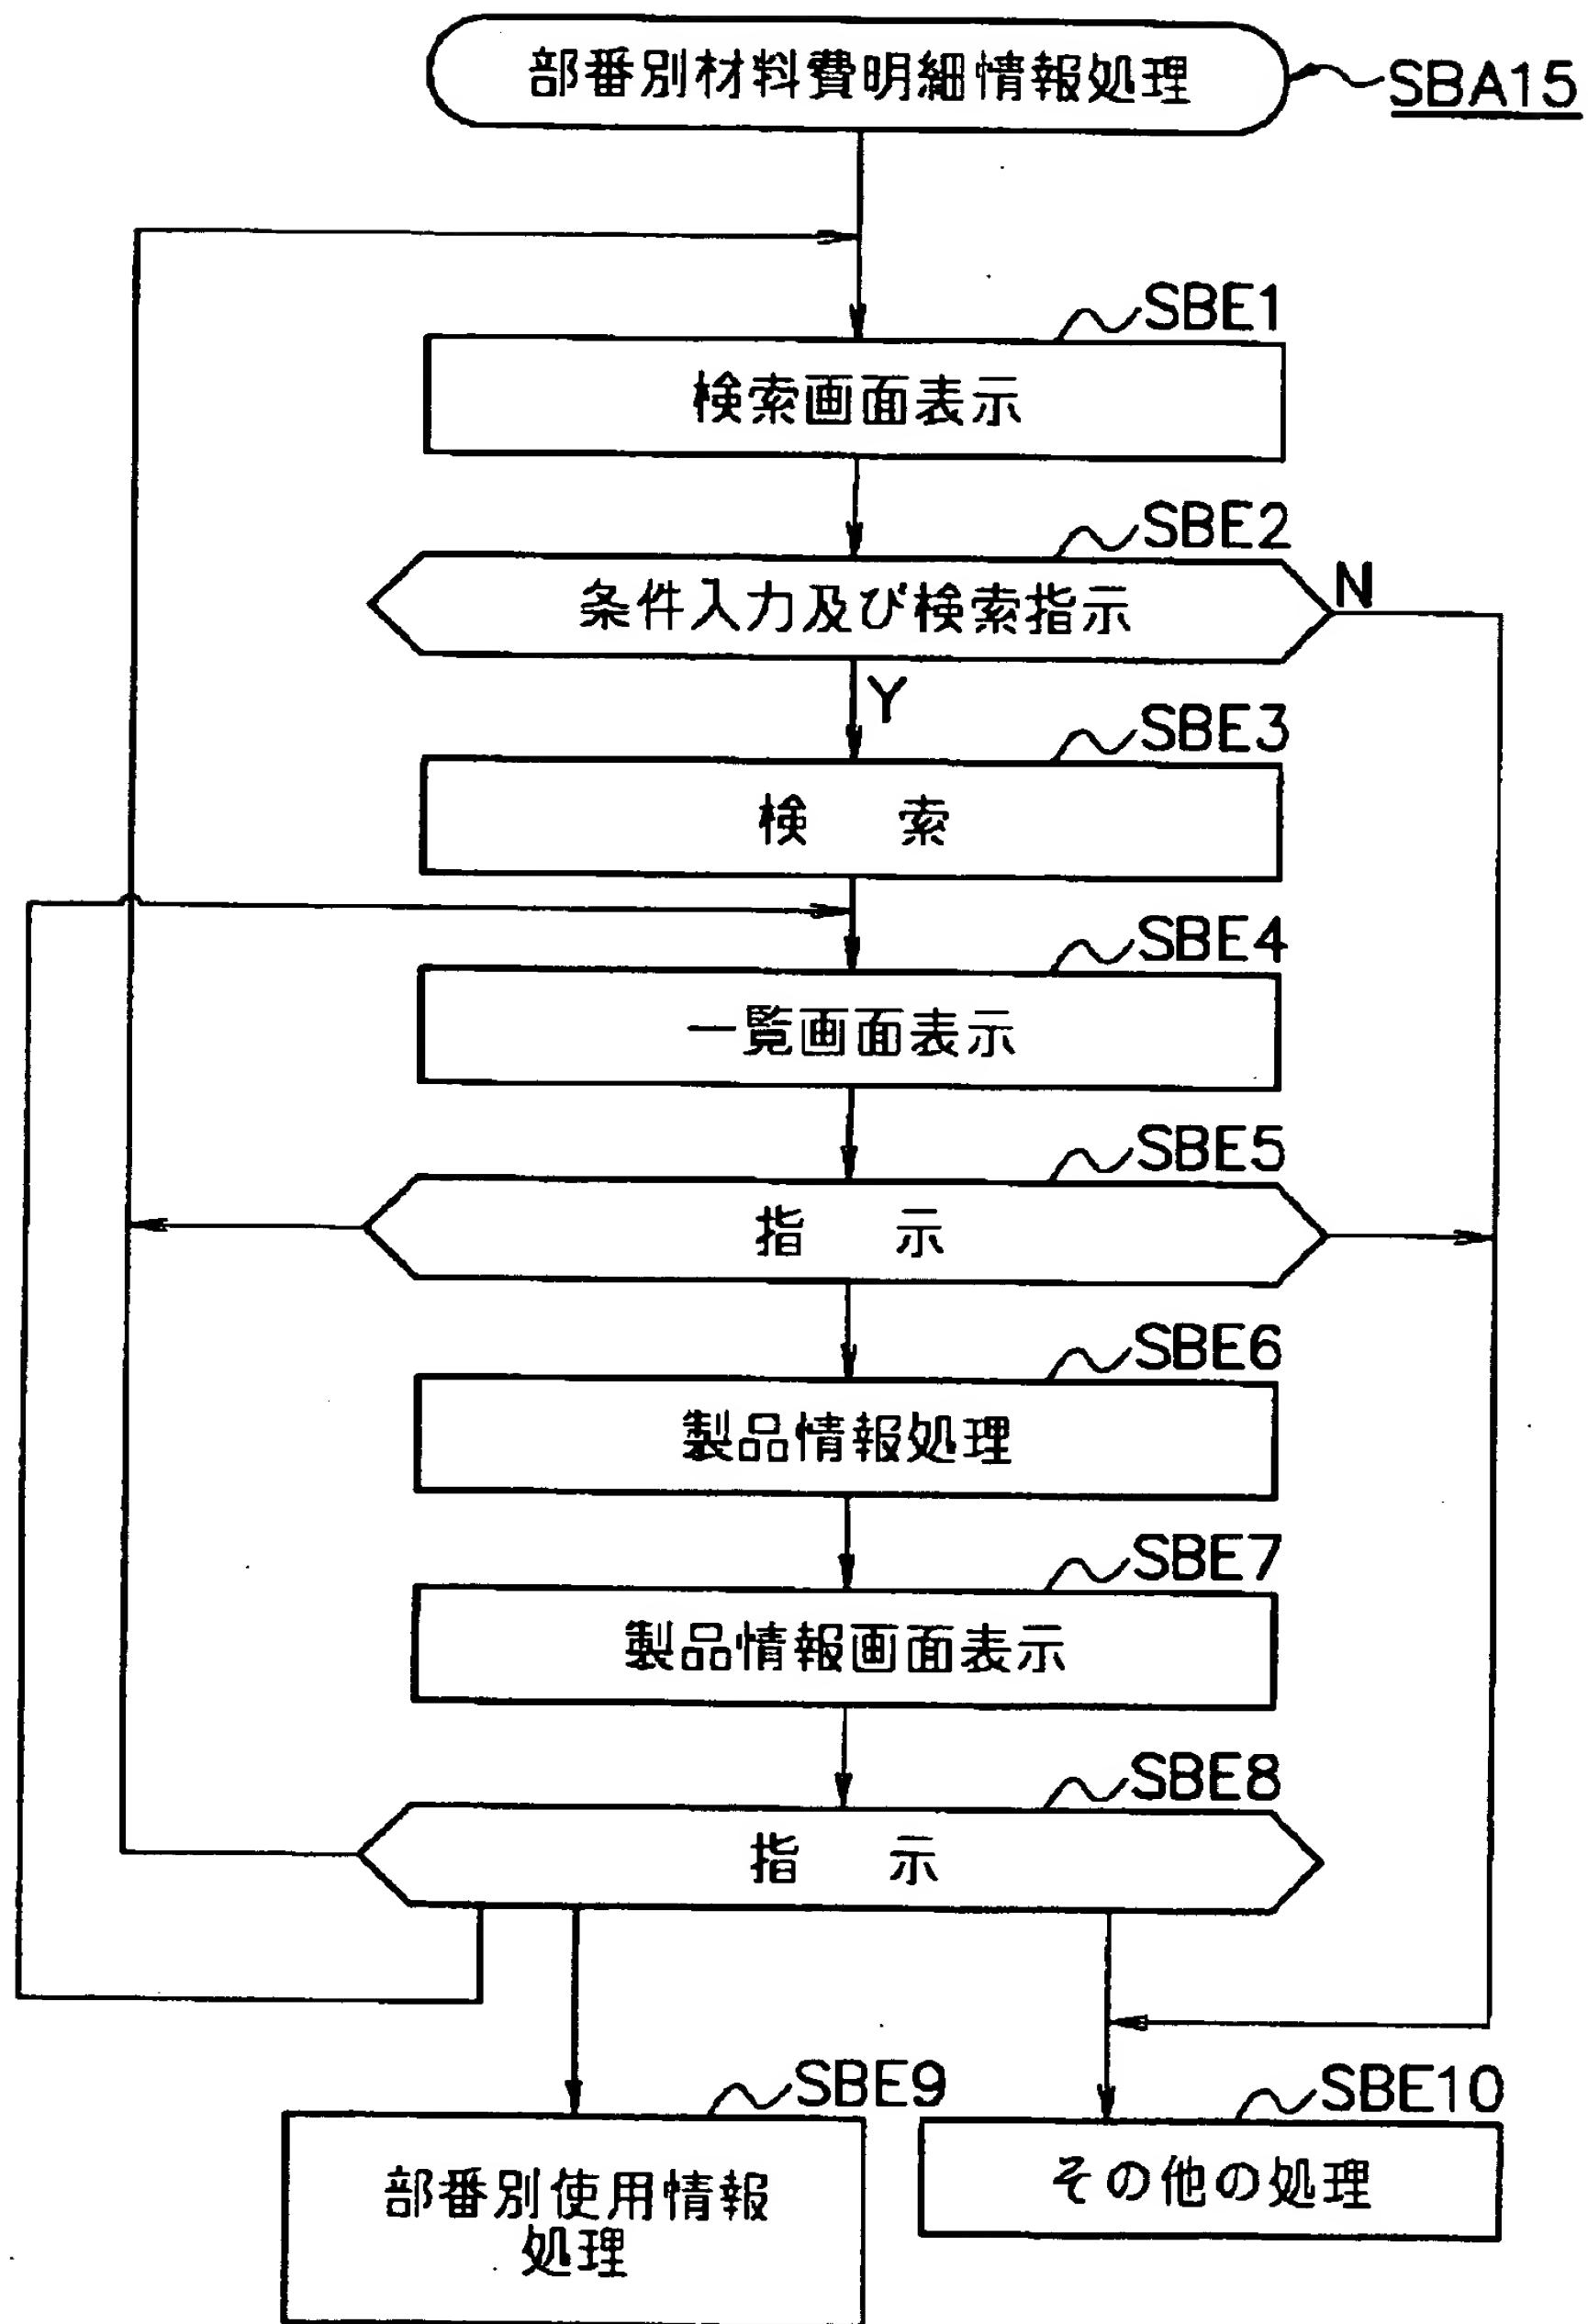 部番別材料費明細情報処理
SBA15
SBE1
検索画面表示
SBE2
条件入力及び検索指示
N
Y
SBE3
検 索
SBE4
一覧画面表示
SBE5
指 示
SBE6
製品情報処理
SBE7
製品情報画面表示
SBE8
指 示
SBE9
部番別使用情報
処理
SBE10
その他の処理